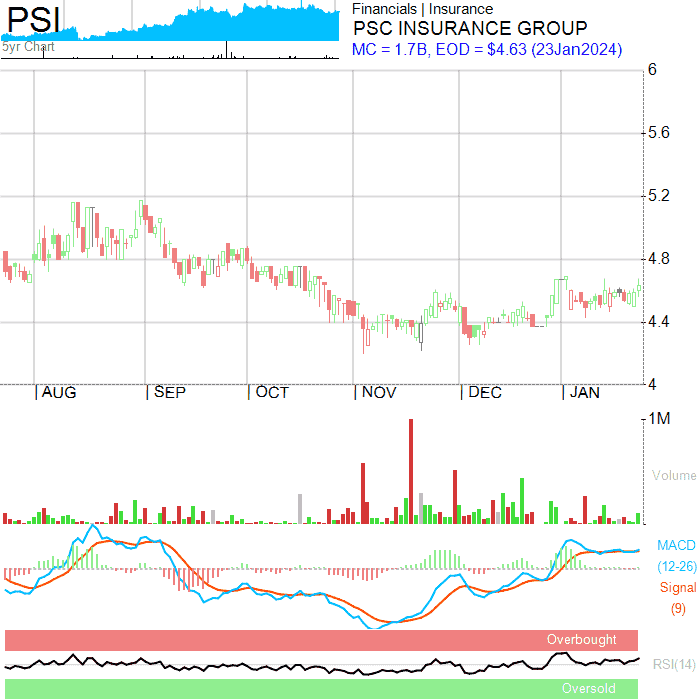 PSI
5yr Chart
Financials | Insurance
PSC INSURANCE GROUP
MC = 1.7B, EOD = $4.63 (23Jan2024)
6
5.6
5.2
4.8
4.4
4
| AUG | SEP | OCT | NOV | DEC | JAN
1M
Volume
MACD
(12-26)
Signal
(9)
Overbought
RSI(14)
Oversold